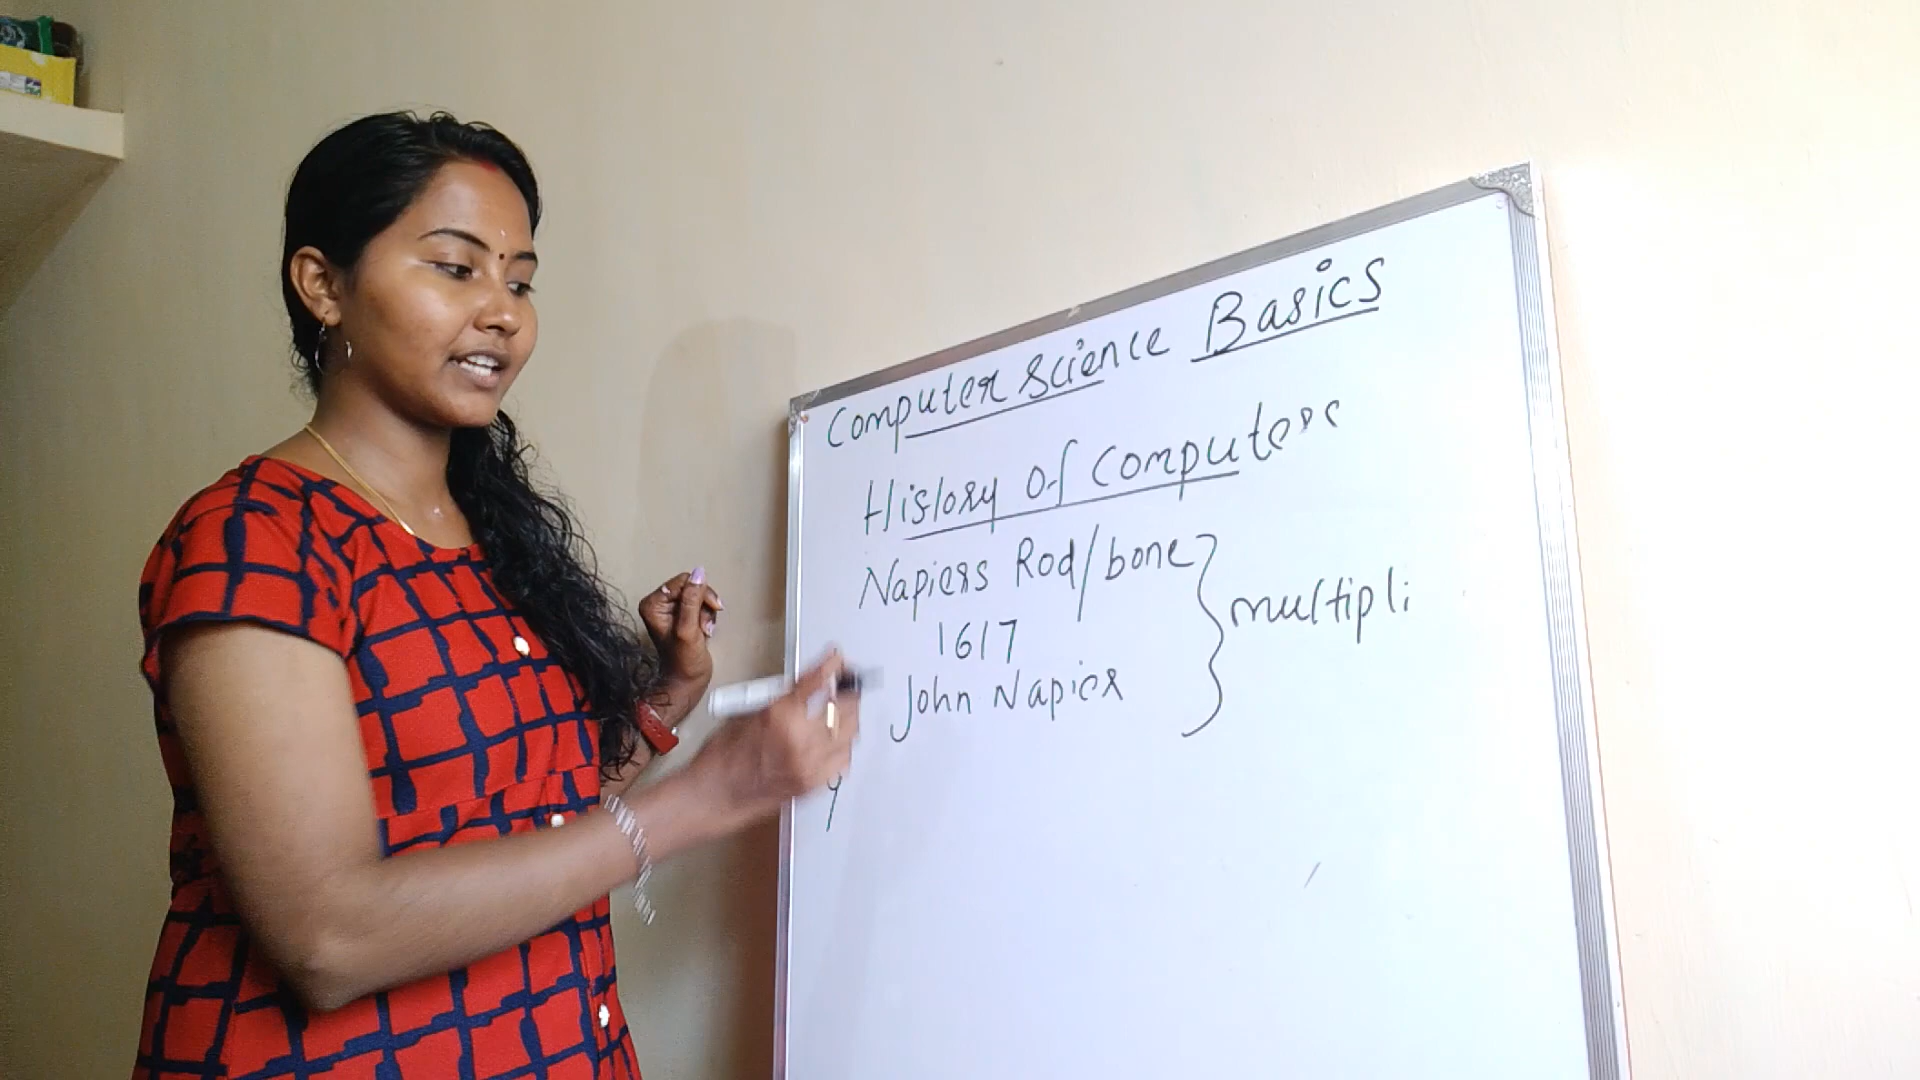 Computer Science Basics
History Of Computers
Napiers Rod/bone } multipli
1617
John Napier
y